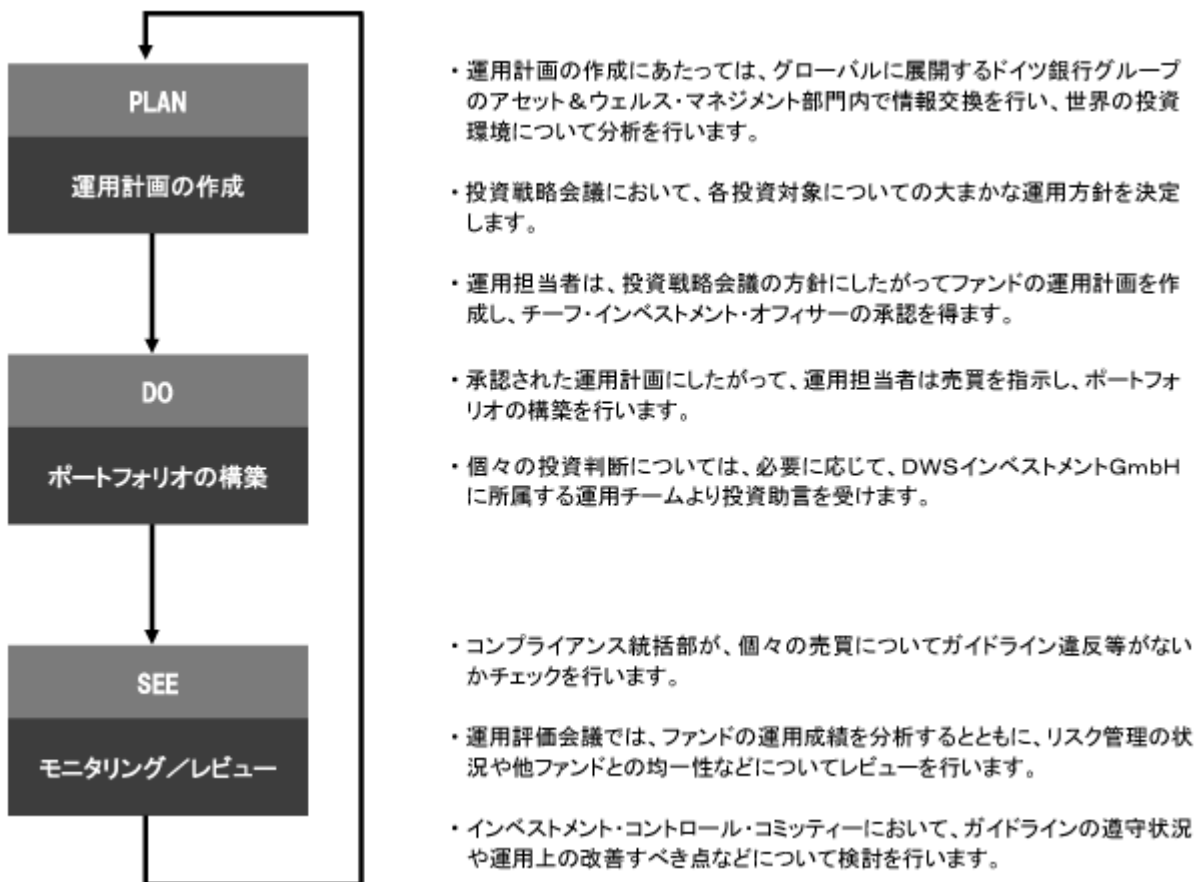 PLAN
運用計画の作成
・運用計画の作成にあたっては、グローバルに展開するドイツ銀行グループ
のアセット＆ウェルス・マネジメント部門内で情報交換を行い、世界の投資
環境について分析を行います。
・投資戦略会議において、各投資対象についての大まかな運用方針を決定
します。
・運用担当者は、投資戦略会議の方針にしたがってファンドの運用計画を作
成し、チーフ・インベストメント・オフィサーの承認を得ます。
DO
ポートフォリオの構築
・承認された運用計画にしたがって、運用担当者は売買を指示し、ポートフォ
リオの構築を行います。
・個々の投資判断については、必要に応じて、DWSインベストメントGmbH
に所属する運用チームより投資助言を受けます。
SEE
モニタリング／レビュー
・コンプライアンス統括部が、個々の売買についてガイドライン違反等がない
かチェックを行います。
・運用評価会議では、ファンドの運用成績を分析するとともに、リスク管理の状
況や他ファンドとの均一性などについてレビューを行います。
・インベストメント・コントロール・コミッティーにおいて、ガイドラインの遵守状況
や運用上の改善すべき点などについて検討を行います。